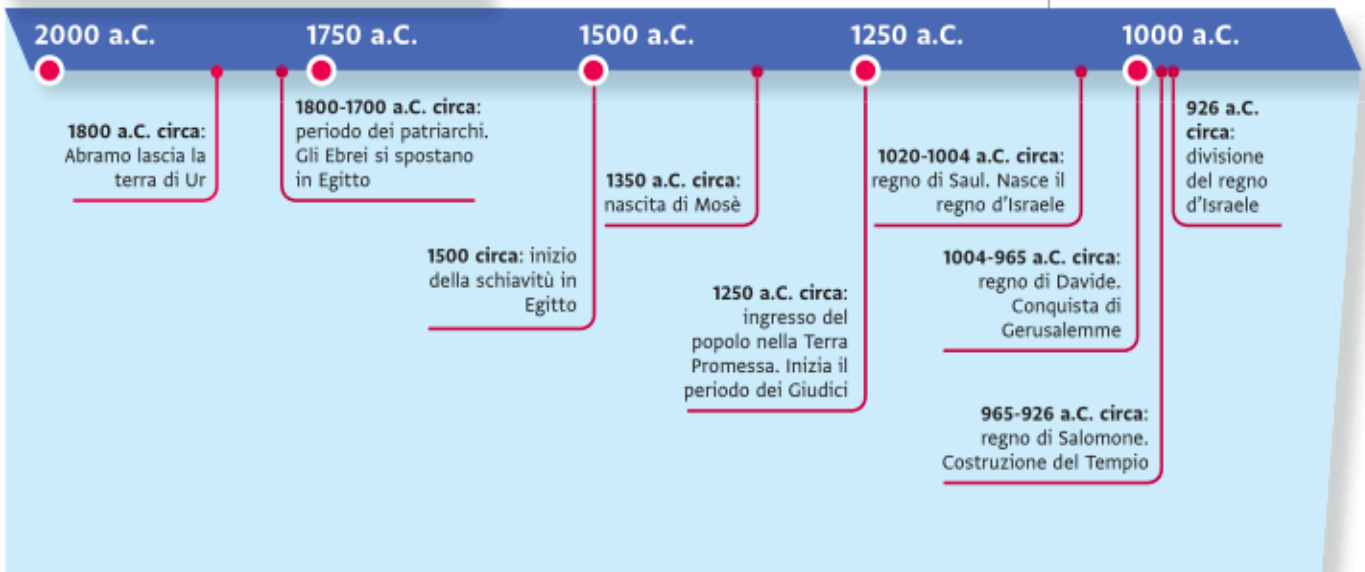 2000 a.C.
1750 a.C.
1500 a.C.
1250 a.C.
1000 a.C.
1800 a.C. circa:
Abramo lascia la
terra di Ur
1800-1700 a.C. circa:
periodo dei patriarchi.
Gli Ebrei si spostano
in Egitto
1500 circa: inizio
della schiavitù in
Egitto
1350 a.C. circa:
nascita di Mosè
1250 a.C. circa:
ingresso del
popolo nella Terra
Promessa. Inizia il
periodo dei Giudici
1020-1004 a.C. circa:
regno di Saul. Nasce il
regno d’Israele
1004-965 a.C. circa:
regno di Davide.
Conquista di
Gerusalemme
965-926 a.C. circa:
regno di Salomone.
Costruzione del Tempio
926 a.C.
circa:
divisione
del regno
d’Israele